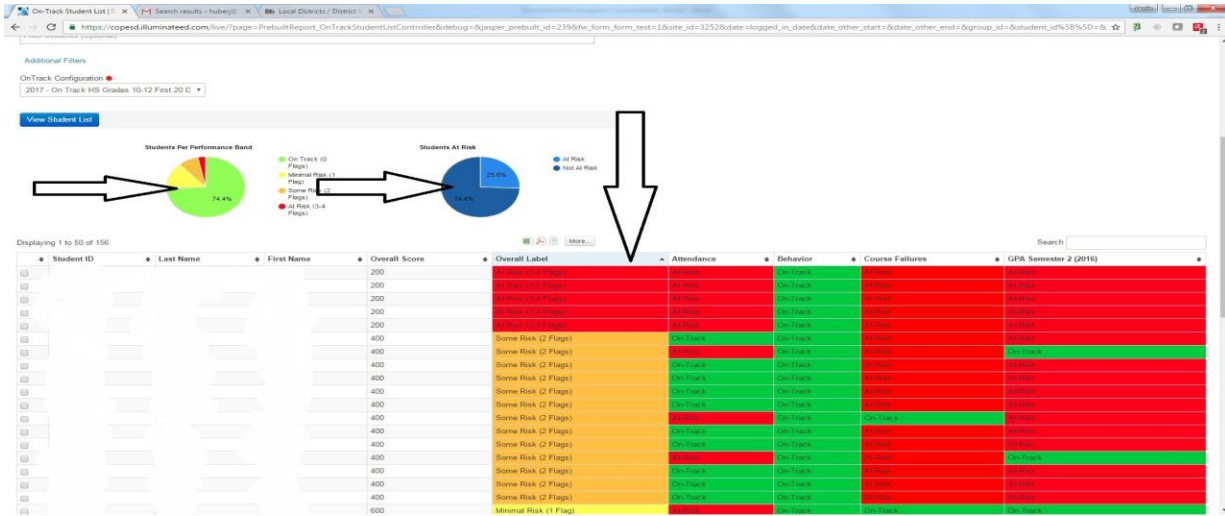 On-Track Student List |
Search results - huberj@
Bb Local Districts / District
https://copesd.illuminateed.com/live/?page=PrebuiltReport_OnTrackStudentListController&debug=&jasper_prebuilt_id=239&fw_form_form_test=1&site_id=3252&date=logged_in_date&date_other_start=&date_other_end=&group_id=&student_id%5B%5D=&
Additional Filters
OnTrack Configuration
2017 - On Track HS Grades 10-12 First 20 D
View Student List
Students Per Performance Band
74.4%
On Track (0
Flags)
Minimal Risk (1
Flag)
Some Risk (2
Flags)
At Risk (3-4
Flags)
Students At Risk
25.6%
74.4%
At Risk
Not At Risk
Displaying 1 to 50 of 156
More...
Search
Student ID Last Name First Name Overall Score Overall Label Attendance Behavior Course Failures GPA Semester 2 (2016)
200 At Risk (3-4 Flags) At-Risk On-Track At-Risk At-Risk
200 At Risk (3-4 Flags) At-Risk On-Track At-Risk At-Risk
200 At Risk (3-4 Flags) At-Risk On-Track At-Risk At-Risk
200 At Risk (3-4 Flags) At-Risk On-Track At-Risk At-Risk
200 At Risk (3-4 Flags) At-Risk On-Track At-Risk At-Risk
400 Some Risk (2 Flags) On-Track On-Track At-Risk At-Risk
400 Some Risk (2 Flags) At-Risk On-Track At-Risk On-Track
400 Some Risk (2 Flags) On-Track On-Track At-Risk At-Risk
400 Some Risk (2 Flags) On-Track On-Track At-Risk At-Risk
400 Some Risk (2 Flags) On-Track On-Track At-Risk At-Risk
400 Some Risk (2 Flags) On-Track On-Track At-Risk At-Risk
400 Some Risk (2 Flags) At-Risk On-Track On-Track At-Risk
400 Some Risk (2 Flags) On-Track On-Track At-Risk At-Risk
400 Some Risk (2 Flags) On-Track On-Track At-Risk At-Risk
400 Some Risk (2 Flags) At-Risk On-Track At-Risk On-Track
400 Some Risk (2 Flags) On-Track On-Track At-Risk At-Risk
400 Some Risk (2 Flags) On-Track On-Track At-Risk At-Risk
400 Some Risk (2 Flags) On-Track On-Track At-Risk At-Risk
600 Minimal Risk (1 Flag) At-Risk On-Track On-Track On-Track